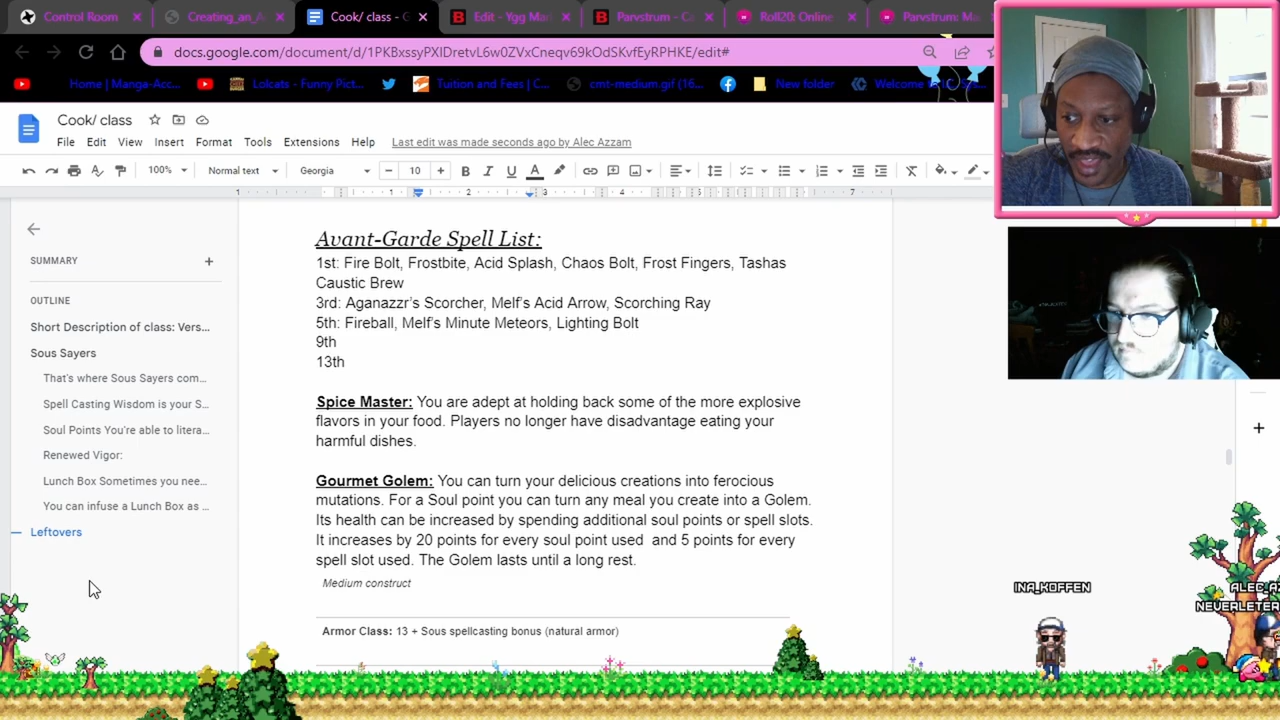 Control Room
Creating_an_A
Cook/ class - G
Edit - Ygg Mar
Parvstrum - Ca
Roll20: Online
Parvstrum: Ma
docs.google.com/document/d/1PKBxssyPXIDretvL6w0ZVxCneqv69kOdSKvfEyRPHKE/edit#
Home | Manga-Acc...
Lolcats - Funny Pict...
Tuition and Fees | C...
cmt-medium.gif (16...
New folder
Cook/ class
File Edit View Insert Format Tools Extensions Help Last edit was made seconds ago by Alec Azzam
100% Normal text Georgia 10
SUMMARY
OUTLINE
Short Description of class: Vers...
Sous Sayers
That's where Sous Sayers com...
Spell Casting Wisdom is your S...
Soul Points You're able to litera...
Renewed Vigor:
Lunch Box Sometimes you nee...
You can infuse a Lunch Box as ...
Leftovers
Avant-Garde Spell List:
1st: Fire Bolt, Frostbite, Acid Splash, Chaos Bolt, Frost Fingers, Tashas
Caustic Brew
3rd: Aganazzr's Scorcher, Melf's Acid Arrow, Scorching Ray
5th: Fireball, Melf's Minute Meteors, Lighting Bolt
9th
13th
Spice Master: You are adept at holding back some of the more explosive
flavors in your food. Players no longer have disadvantage eating your
harmful dishes.
Gourmet Golem: You can turn your delicious creations into ferocious
mutations. For a Soul point you can turn any meal you create into a Golem.
Its health can be increased by spending additional soul points or spell slots.
It increases by 20 points for every soul point used and 5 points for every
spell slot used. The Golem lasts until a long rest.
Medium construct
Armor Class: 13 + Sous spellcasting bonus (natural armor)
INA_KOFFEN
ALEC_AZ
NEVERLETER